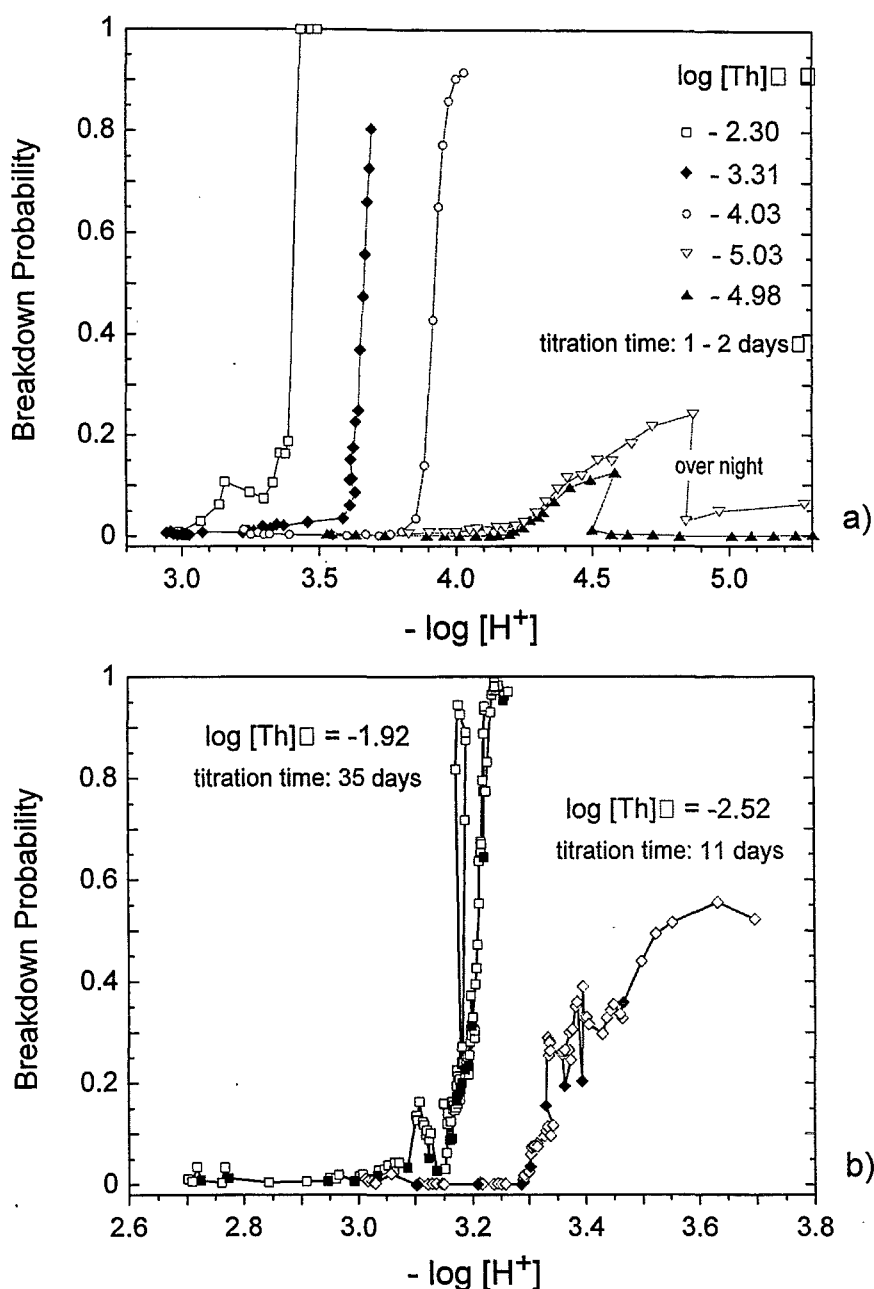 Breakdown Probability
1
0.8
0.6
0.4
0.2
0
log [Th]□ □
□ - 2.30
◆ - 3.31
○ - 4.03
▽ - 5.03
▲ - 4.98
titration time: 1 - 2 days□
over night
a)
3.0 3.5 4.0 4.5 5.0
- log [H⁺]
Breakdown Probability
1
0.8
0.6
0.4
0.2
0
log [Th]□ = -1.92
titration time: 35 days
log [Th]□ = -2.52
titration time: 11 days
b)
2.6 2.8 3.0 3.2 3.4 3.6 3.8
- log [H⁺]